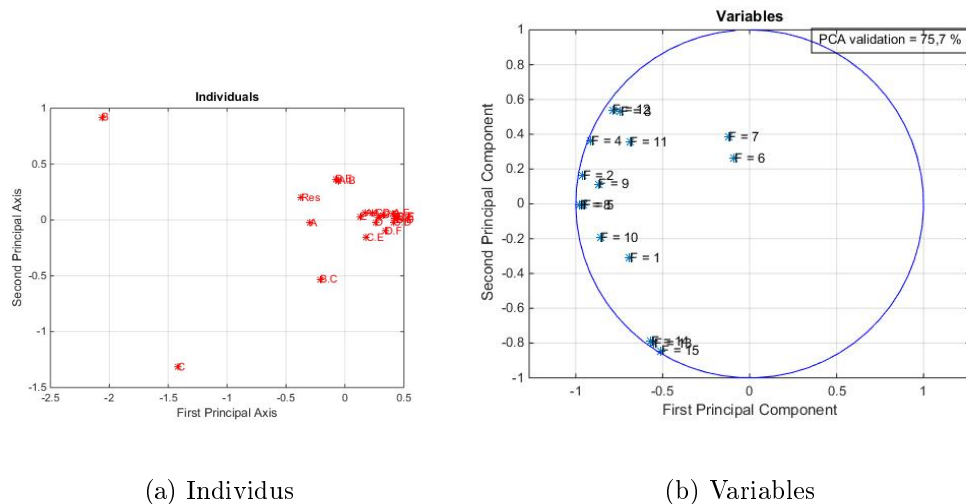 Individuals
Second Principal Axis
1
0.5
0
-0.5
-1
-1.5
-2.5
-2
-1.5
-1
-0.5
0
0.5
First Principal Axis
B
Res
A
C.E
D.F
B.C
C
Variables
PCA validation = 75,7 %
Second Principal Component
1
0.8
0.6
0.4
0.2
0
-0.2
-0.4
-0.6
-0.8
-1
-1
-0.5
0
0.5
1
First Principal Component
F = 4
F = 11
F = 7
F = 6
F = 2
F = 9
F = 10
F = 1
F = 15
(a) Individus
(b) Variables